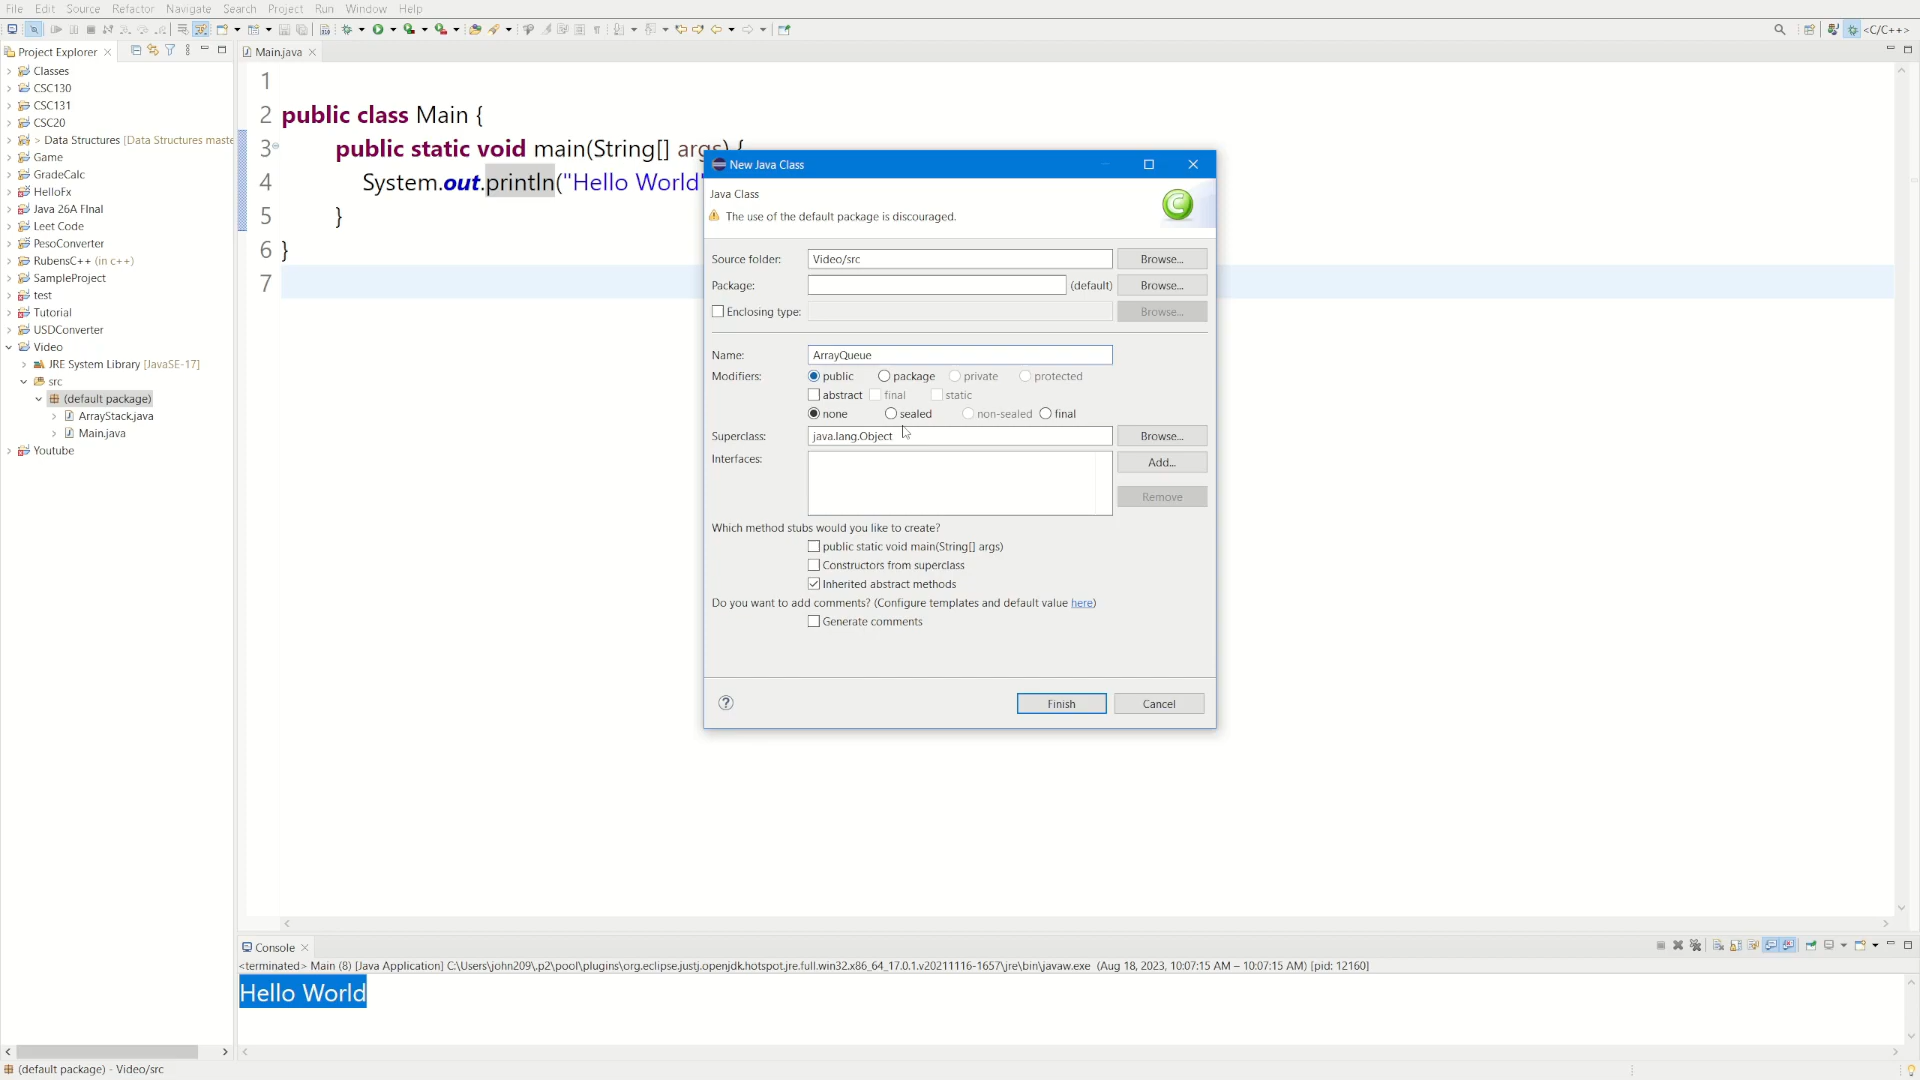 File Edit Source Refactor Navigate Search Project Run Window Help
<C/C++>
Project Explorer
Main.java
Classes
CSC130
CSC131
CSC20
> Data Structures [Data Structures maste
Game
GradeCalc
HelloFx
Java 26A FInal
Leet Code
PesoConverter
RubensC++ (in c++)
SampleProject
test
Tutorial
USDConverter
Video
JRE System Library [JavaSE-17]
src
(default package)
ArrayStack.java
Main.java
Youtube
1
2 public class Main {
3 public static void main(String[] args) {
4 System.out.println("Hello World"
5 }
6 }
7
New Java Class
Java Class
The use of the default package is discouraged.
Source folder: Video/src Browse...
Package: (default) Browse...
Enclosing type: Browse...
Name: ArrayQueue
Modifiers: public package private protected
abstract final static
none sealed non-sealed final
Superclass: java.lang.Object Browse...
Interfaces: Add...
Remove
Which method stubs would you like to create?
public static void main(String[] args)
Constructors from superclass
Inherited abstract methods
Do you want to add comments? (Configure templates and default value here)
Generate comments
Finish Cancel
Console
<terminated> Main (8) [Java Application] C:\Users\john209\.p2\pool\plugins\org.eclipse.justj.openjdk.hotspot.jre.full.win32.x86_64_17.0.1.v20211116-1657\jre\bin\javaw.exe (Aug 18, 2023, 10:07:15 AM – 10:07:15 AM) [pid: 12160]
Hello World
(default package) - Video/src